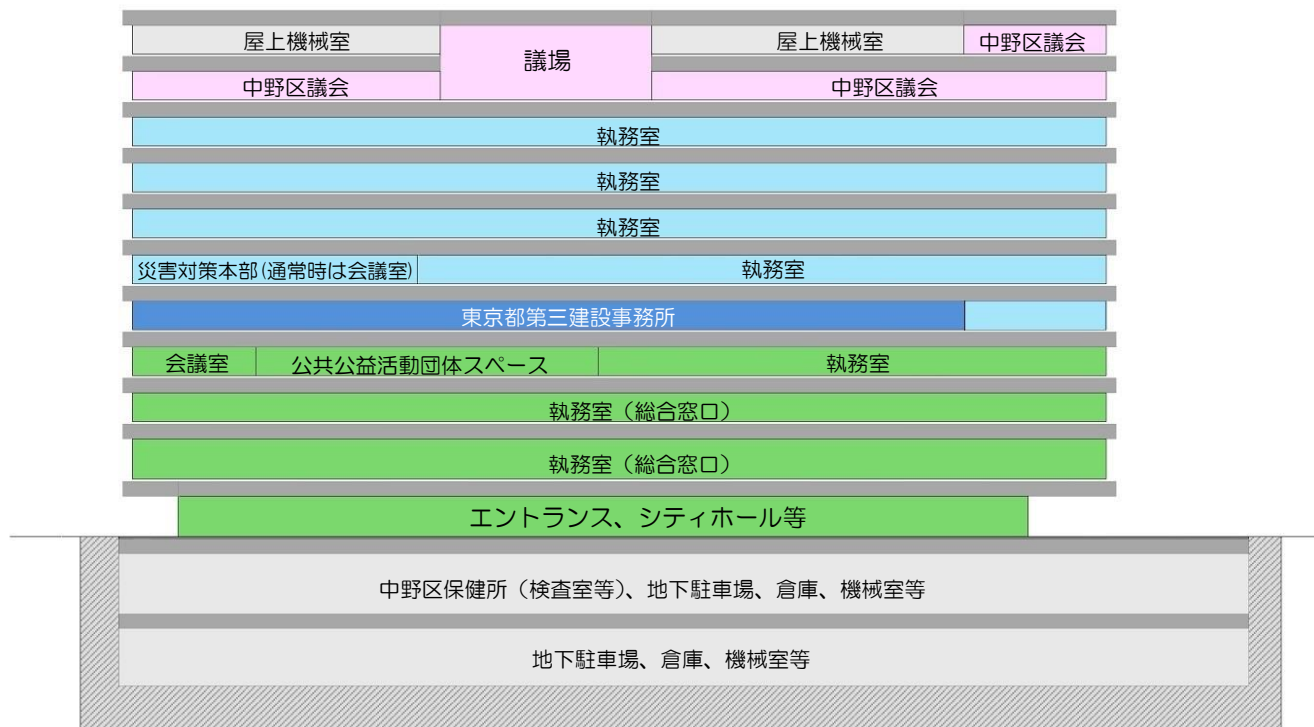 屋上機械室
議場
屋上機械室
中野区議会
中野区議会
中野区議会
執務室
執務室
執務室
災害対策本部(通常時は会議室)
執務室
東京都第三建設事務所
会議室
公共公益活動団体スペース
執務室
執務室（総合窓口）
執務室（総合窓口）
エントランス、シティホール等
中野区保健所（検査室等）、地下駐車場、倉庫、機械室等
地下駐車場、倉庫、機械室等